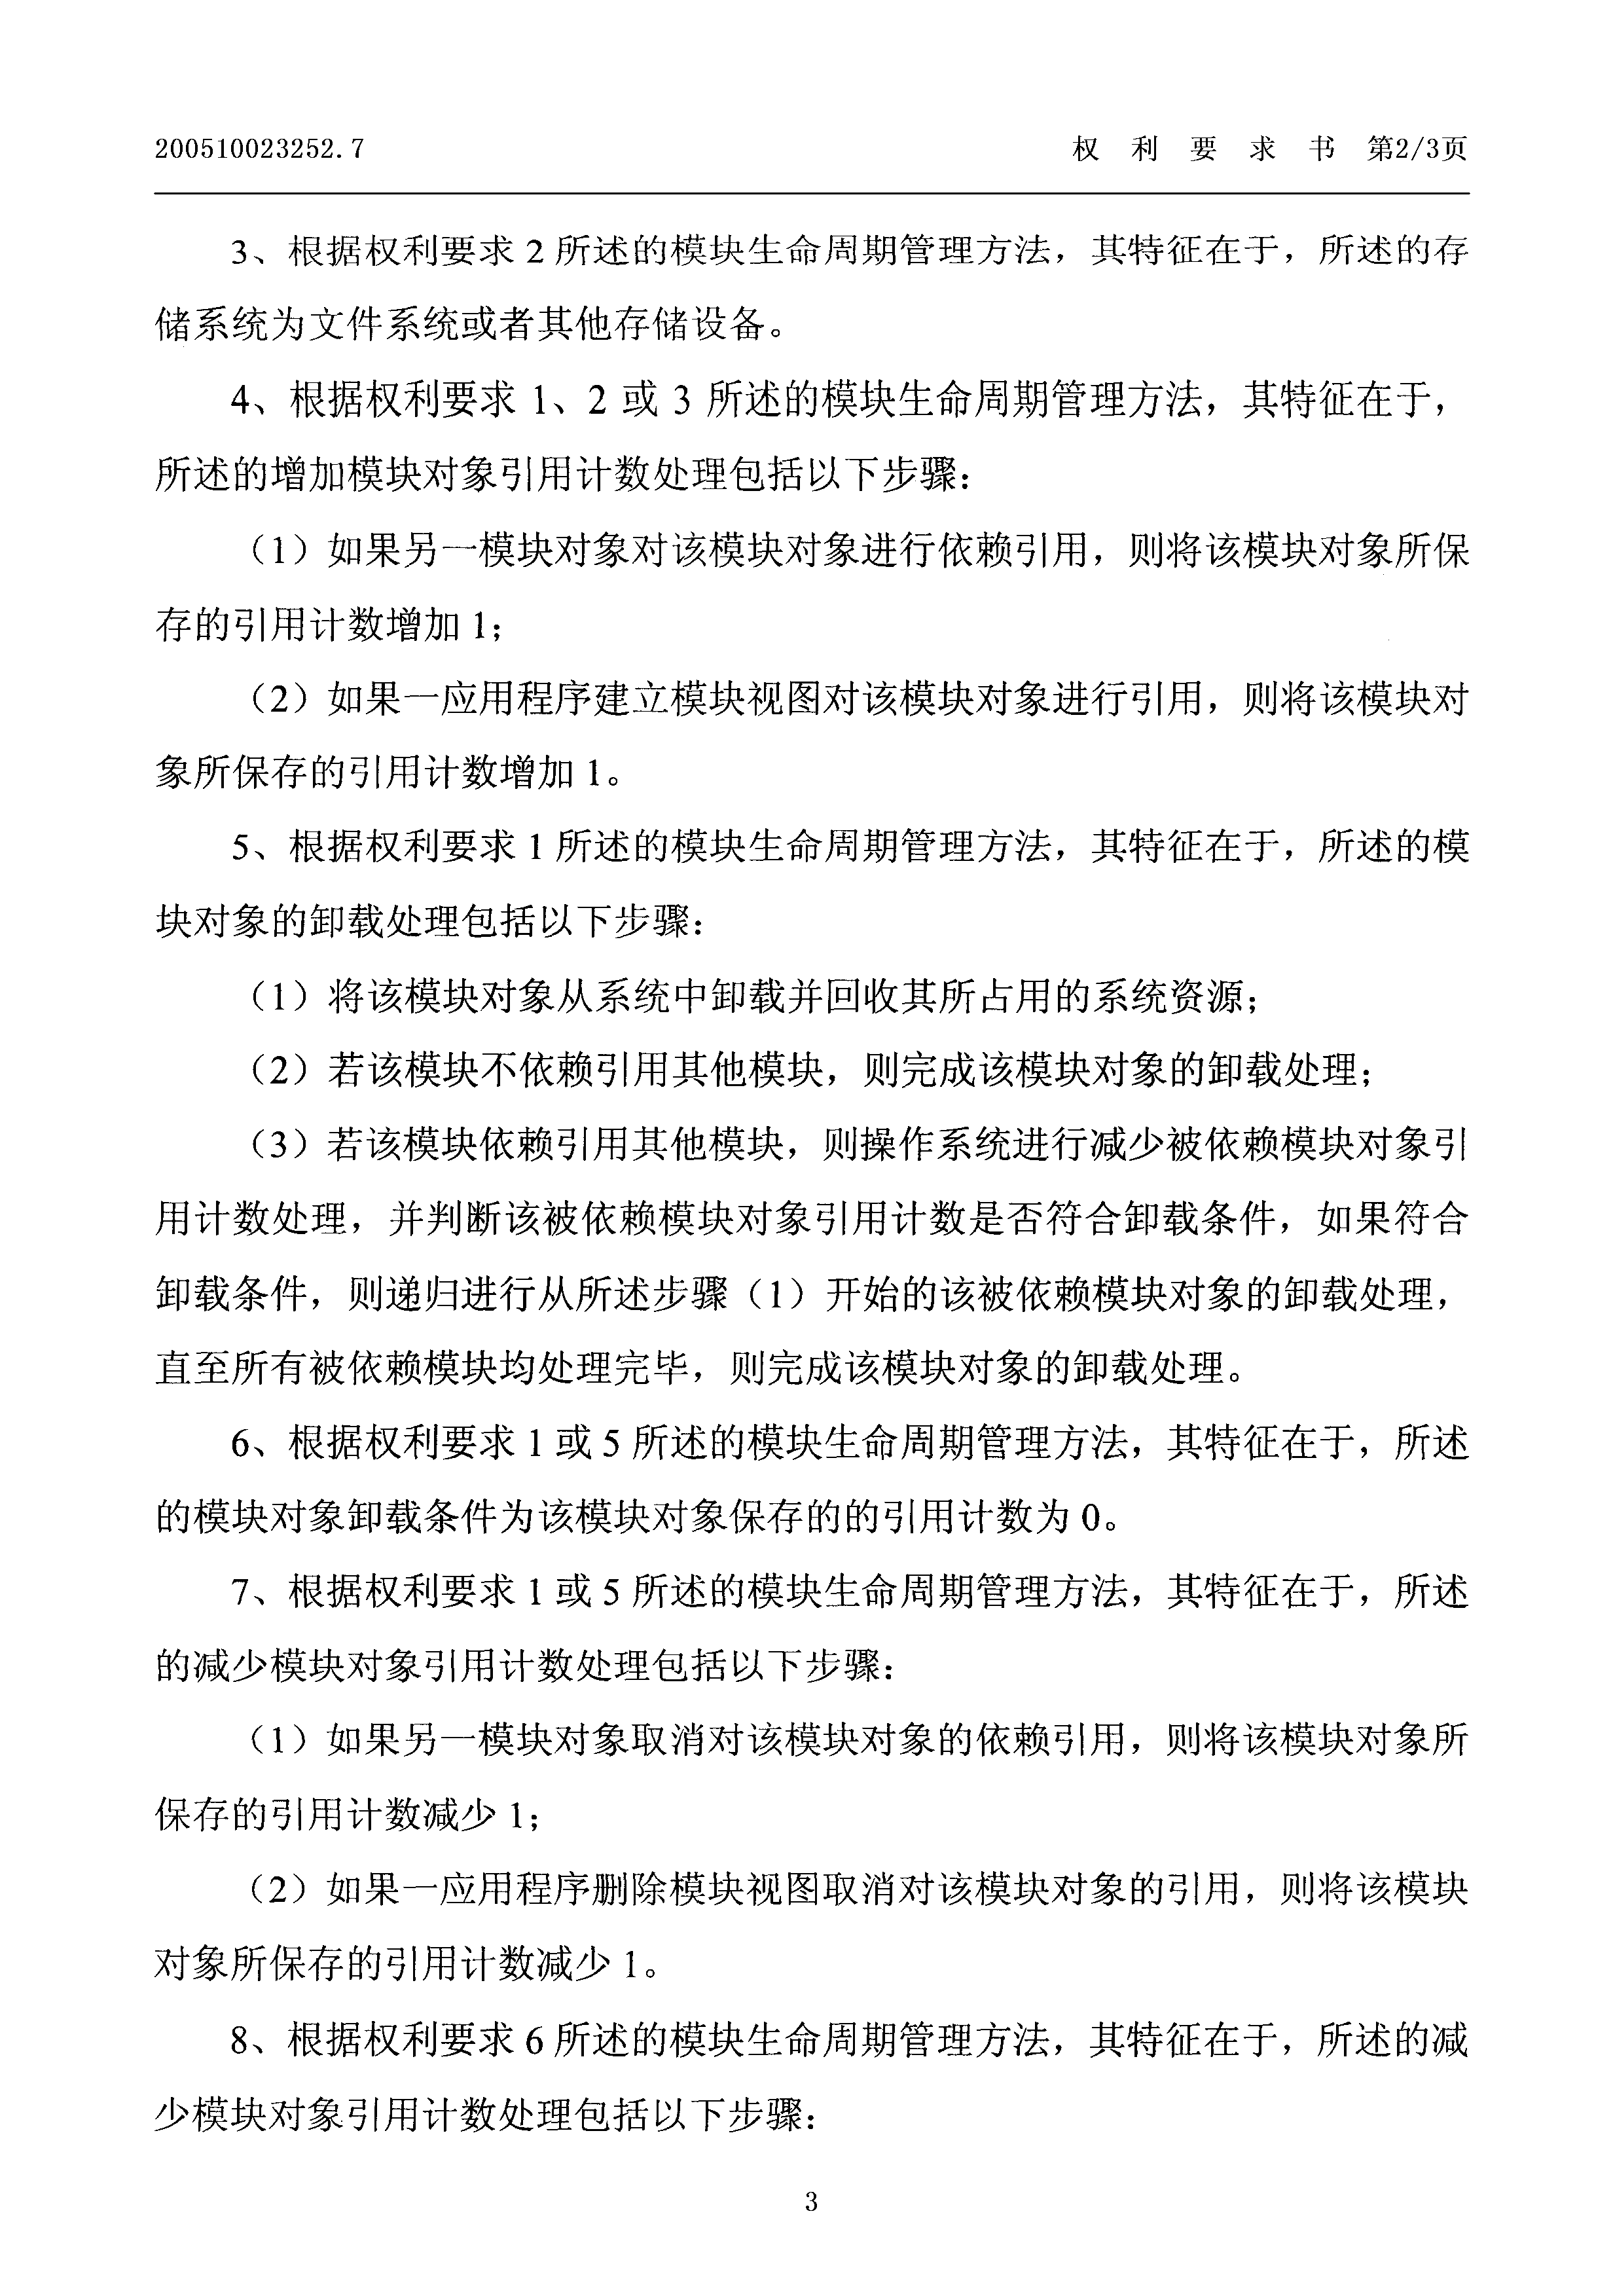 200510023252.7
权利要求书 第2/3页
3、根据权利要求 2 所述的模块生命周期管理方法，其特征在于，所述的存
储系统为文件系统或者其他存储设备。
4、根据权利要求 1、2 或 3 所述的模块生命周期管理方法，其特征在于，
所述的增加模块对象引用计数处理包括以下步骤：
（1）如果另一模块对象对该模块对象进行依赖引用，则将该模块对象所保
存的引用计数增加 1；
（2）如果一应用程序建立模块视图对该模块对象进行引用，则将该模块对
象所保存的引用计数增加 1。
5、根据权利要求 1 所述的模块生命周期管理方法，其特征在于，所述的模
块对象的卸载处理包括以下步骤：
（1）将该模块对象从系统中卸载并回收其所占用的系统资源；
（2）若该模块不依赖引用其他模块，则完成该模块对象的卸载处理；
（3）若该模块依赖引用其他模块，则操作系统进行减少被依赖模块对象引
用计数处理，并判断该被依赖模块对象引用计数是否符合卸载条件，如果符合
卸载条件，则递归进行从所述步骤（1）开始的该被依赖模块对象的卸载处理，
直至所有被依赖模块均处理完毕，则完成该模块对象的卸载处理。
6、根据权利要求 1 或 5 所述的模块生命周期管理方法，其特征在于，所述
的模块对象卸载条件为该模块对象保存的的引用计数为 0。
7、根据权利要求 1 或 5 所述的模块生命周期管理方法，其特征在于，所述
的减少模块对象引用计数处理包括以下步骤：
（1）如果另一模块对象取消对该模块对象的依赖引用，则将该模块对象所
保存的引用计数减少 1；
（2）如果一应用程序删除模块视图取消对该模块对象的引用，则将该模块
对象所保存的引用计数减少 1。
8、根据权利要求 6 所述的模块生命周期管理方法，其特征在于，所述的减
少模块对象引用计数处理包括以下步骤：
3